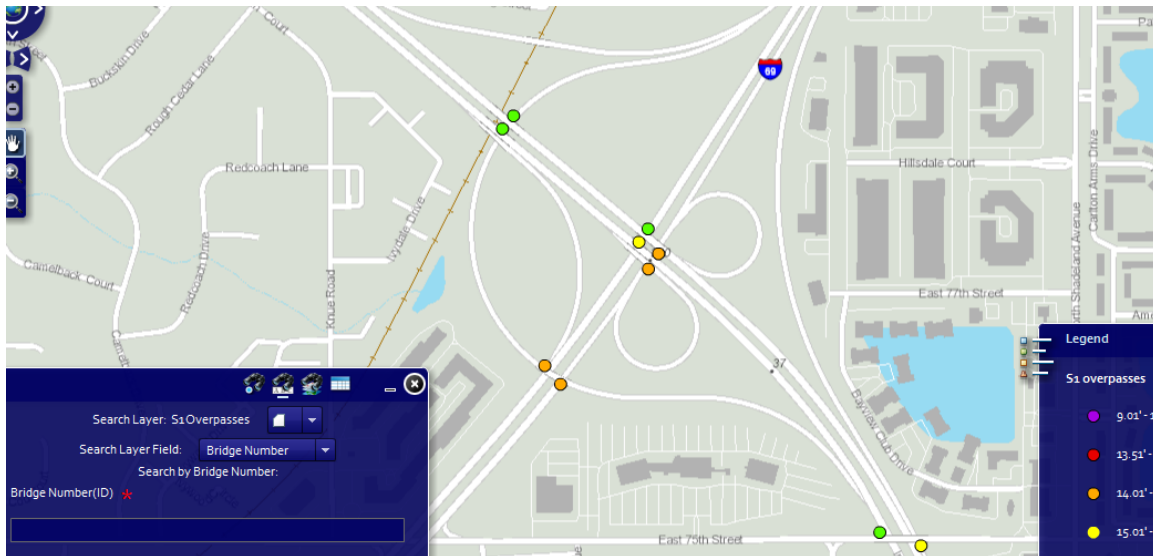 Buckskin Drive
Court
Rough Cedar Lane
69
Redcoach Lane
Hillsdale Court
Carlton Arms Drive
Ivydale Drive
Redcoach Drive
Camelback Court
Knue Road
East 77th Street
North Shadeland Avenue
37
Bayview Club Drive
East 75th Street
Search Layer: S1Overpasses
Search Layer Field: Bridge Number
Search by Bridge Number:
Bridge Number(ID) *
Legend
S1 overpasses
9.01' - 1
13.51' -
14.01' -
15.01' -